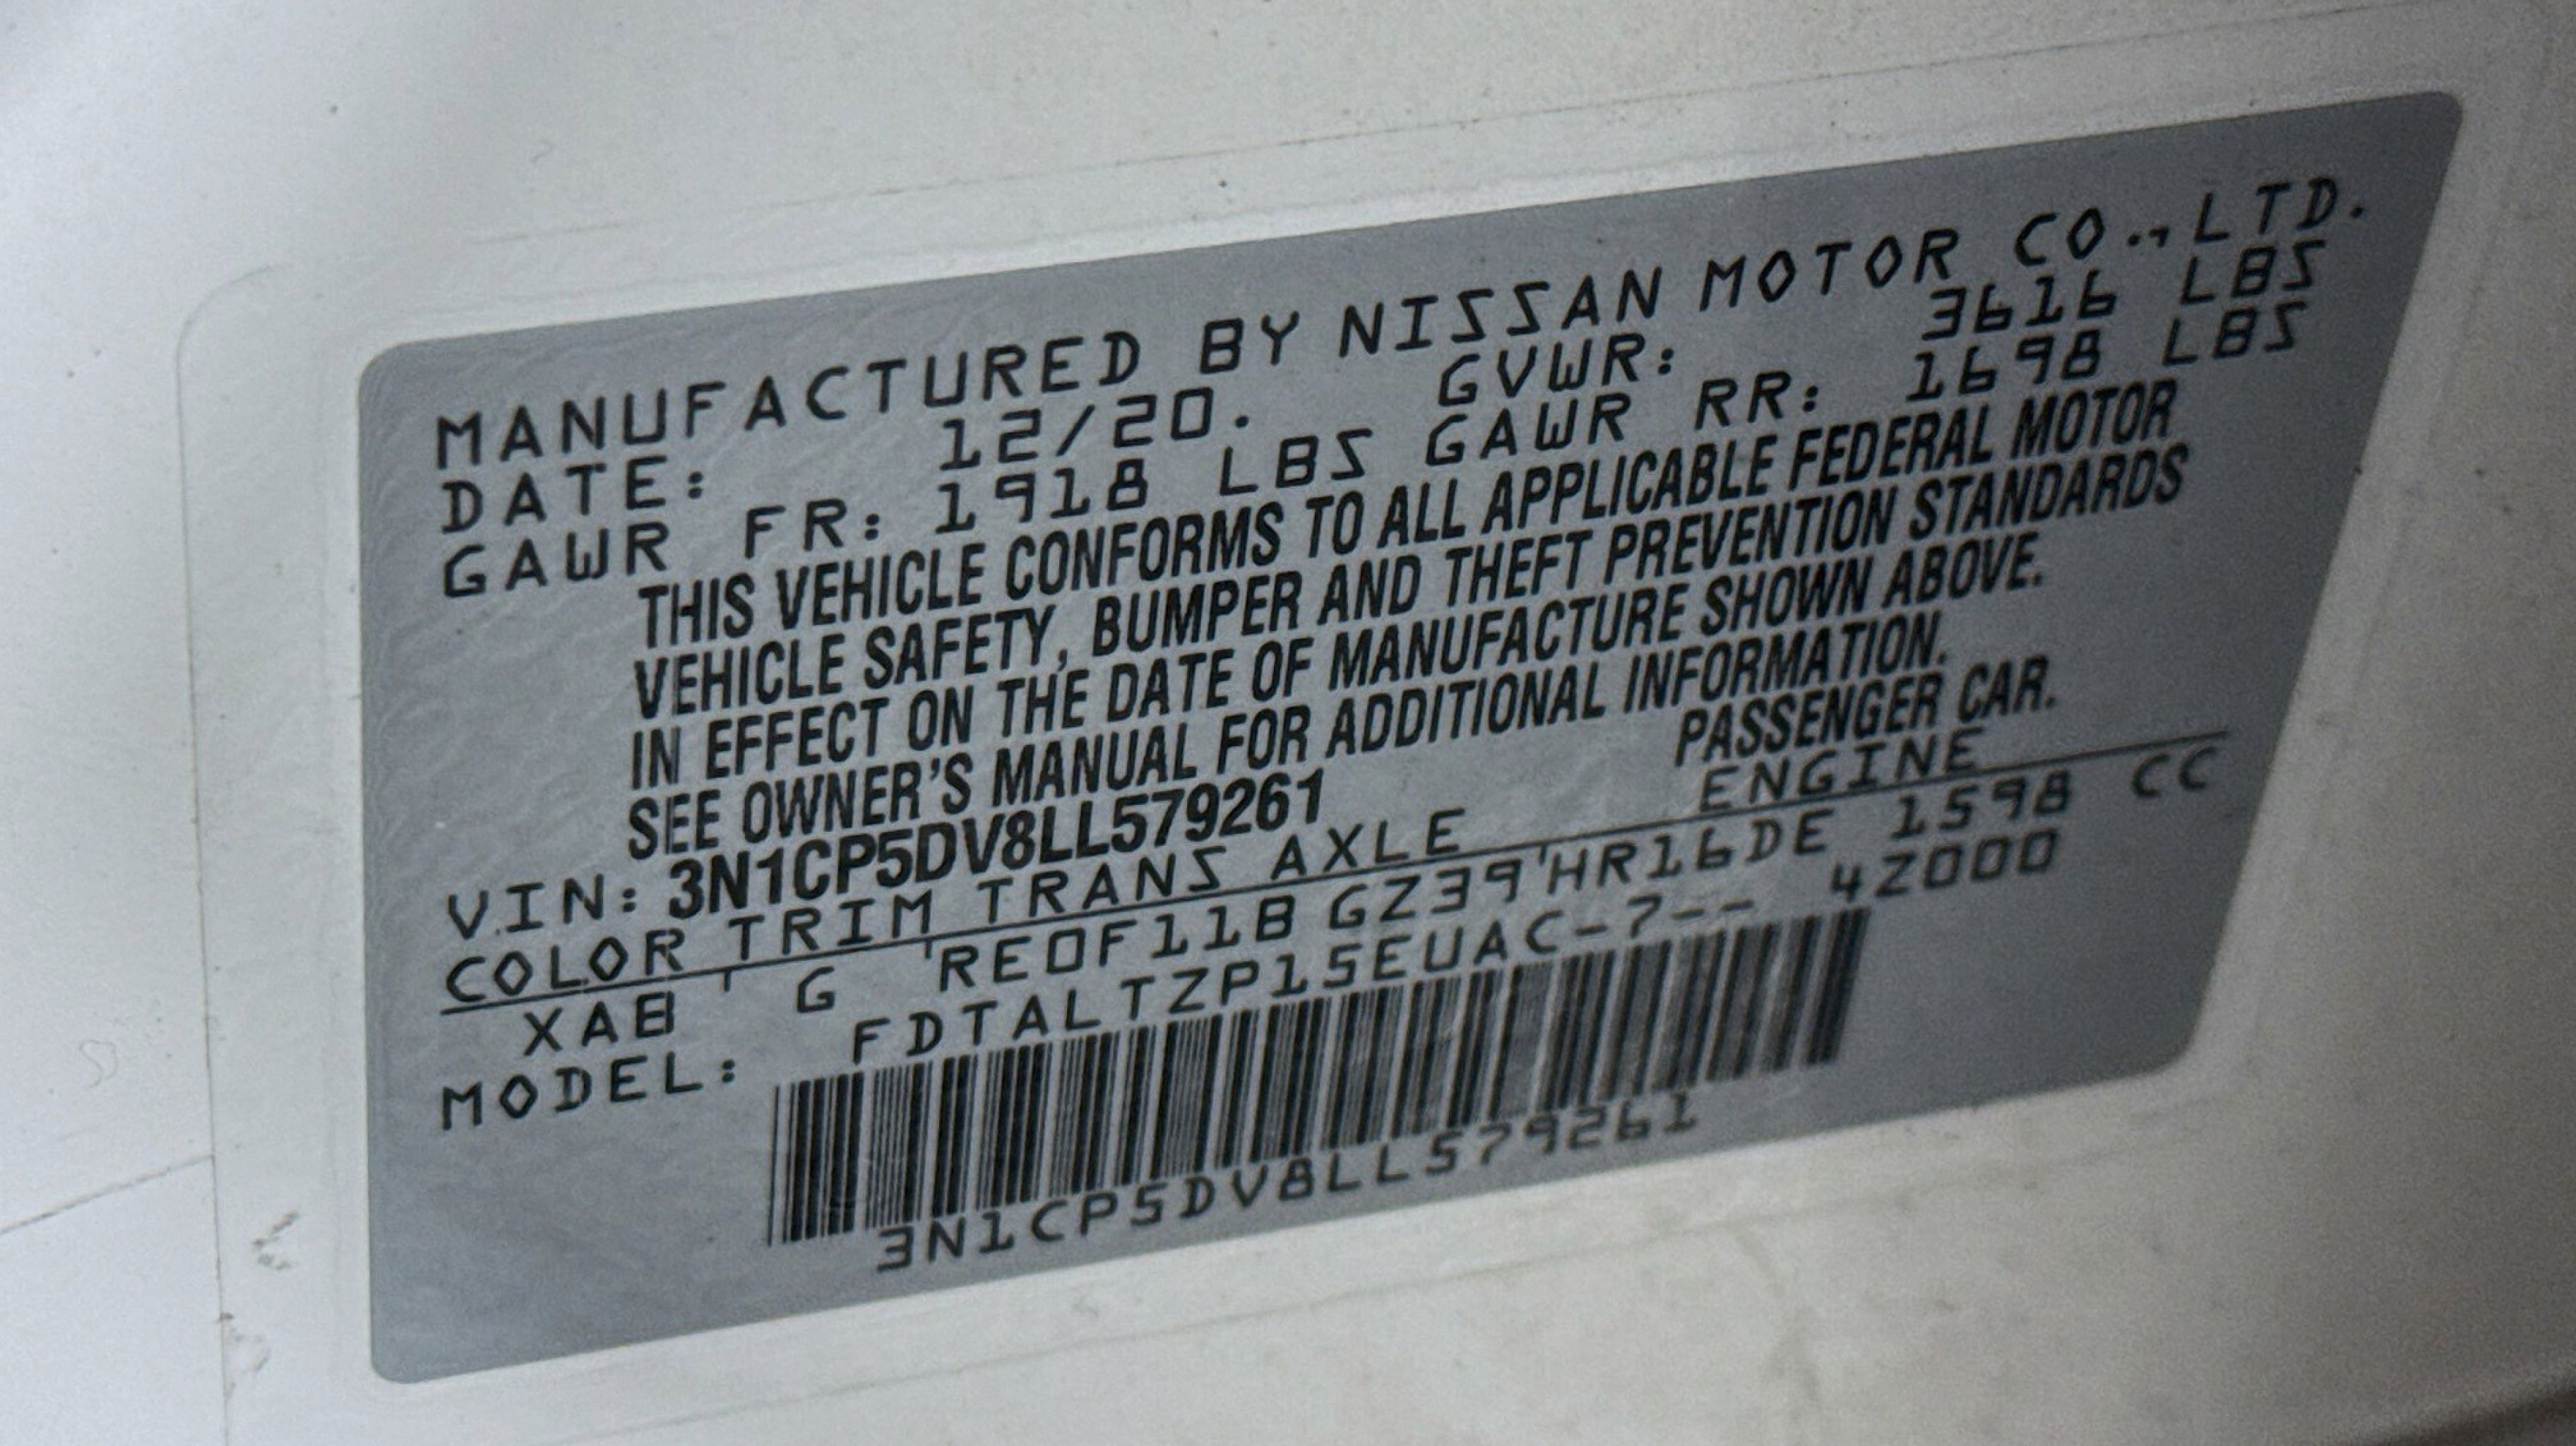 MANUFACTURED BY NISSAN MOTOR CO.,LTD.
DATE: 12/20. GVWR: 3616 LBS
GAWR FR: 1918 LBS GAWR RR: 1698 LBS
THIS VEHICLE CONFORMS TO ALL APPLICABLE FEDERAL MOTOR
VEHICLE SAFETY, BUMPER AND THEFT PREVENTION STANDARDS
IN EFFECT ON THE DATE OF MANUFACTURE SHOWN ABOVE.
SEE OWNER'S MANUAL FOR ADDITIONAL INFORMATION.
VIN: 3N1CP5DV8LL579261 PASSENGER CAR.
COLOR TRIM TRANS AXLE ENGINE
XAB G RE0F11B GZ39 HR16DE 1598 CC
MODEL: FDTALTZP15EUAC-7-- 4Z000
3N1CP5DV8LL579261